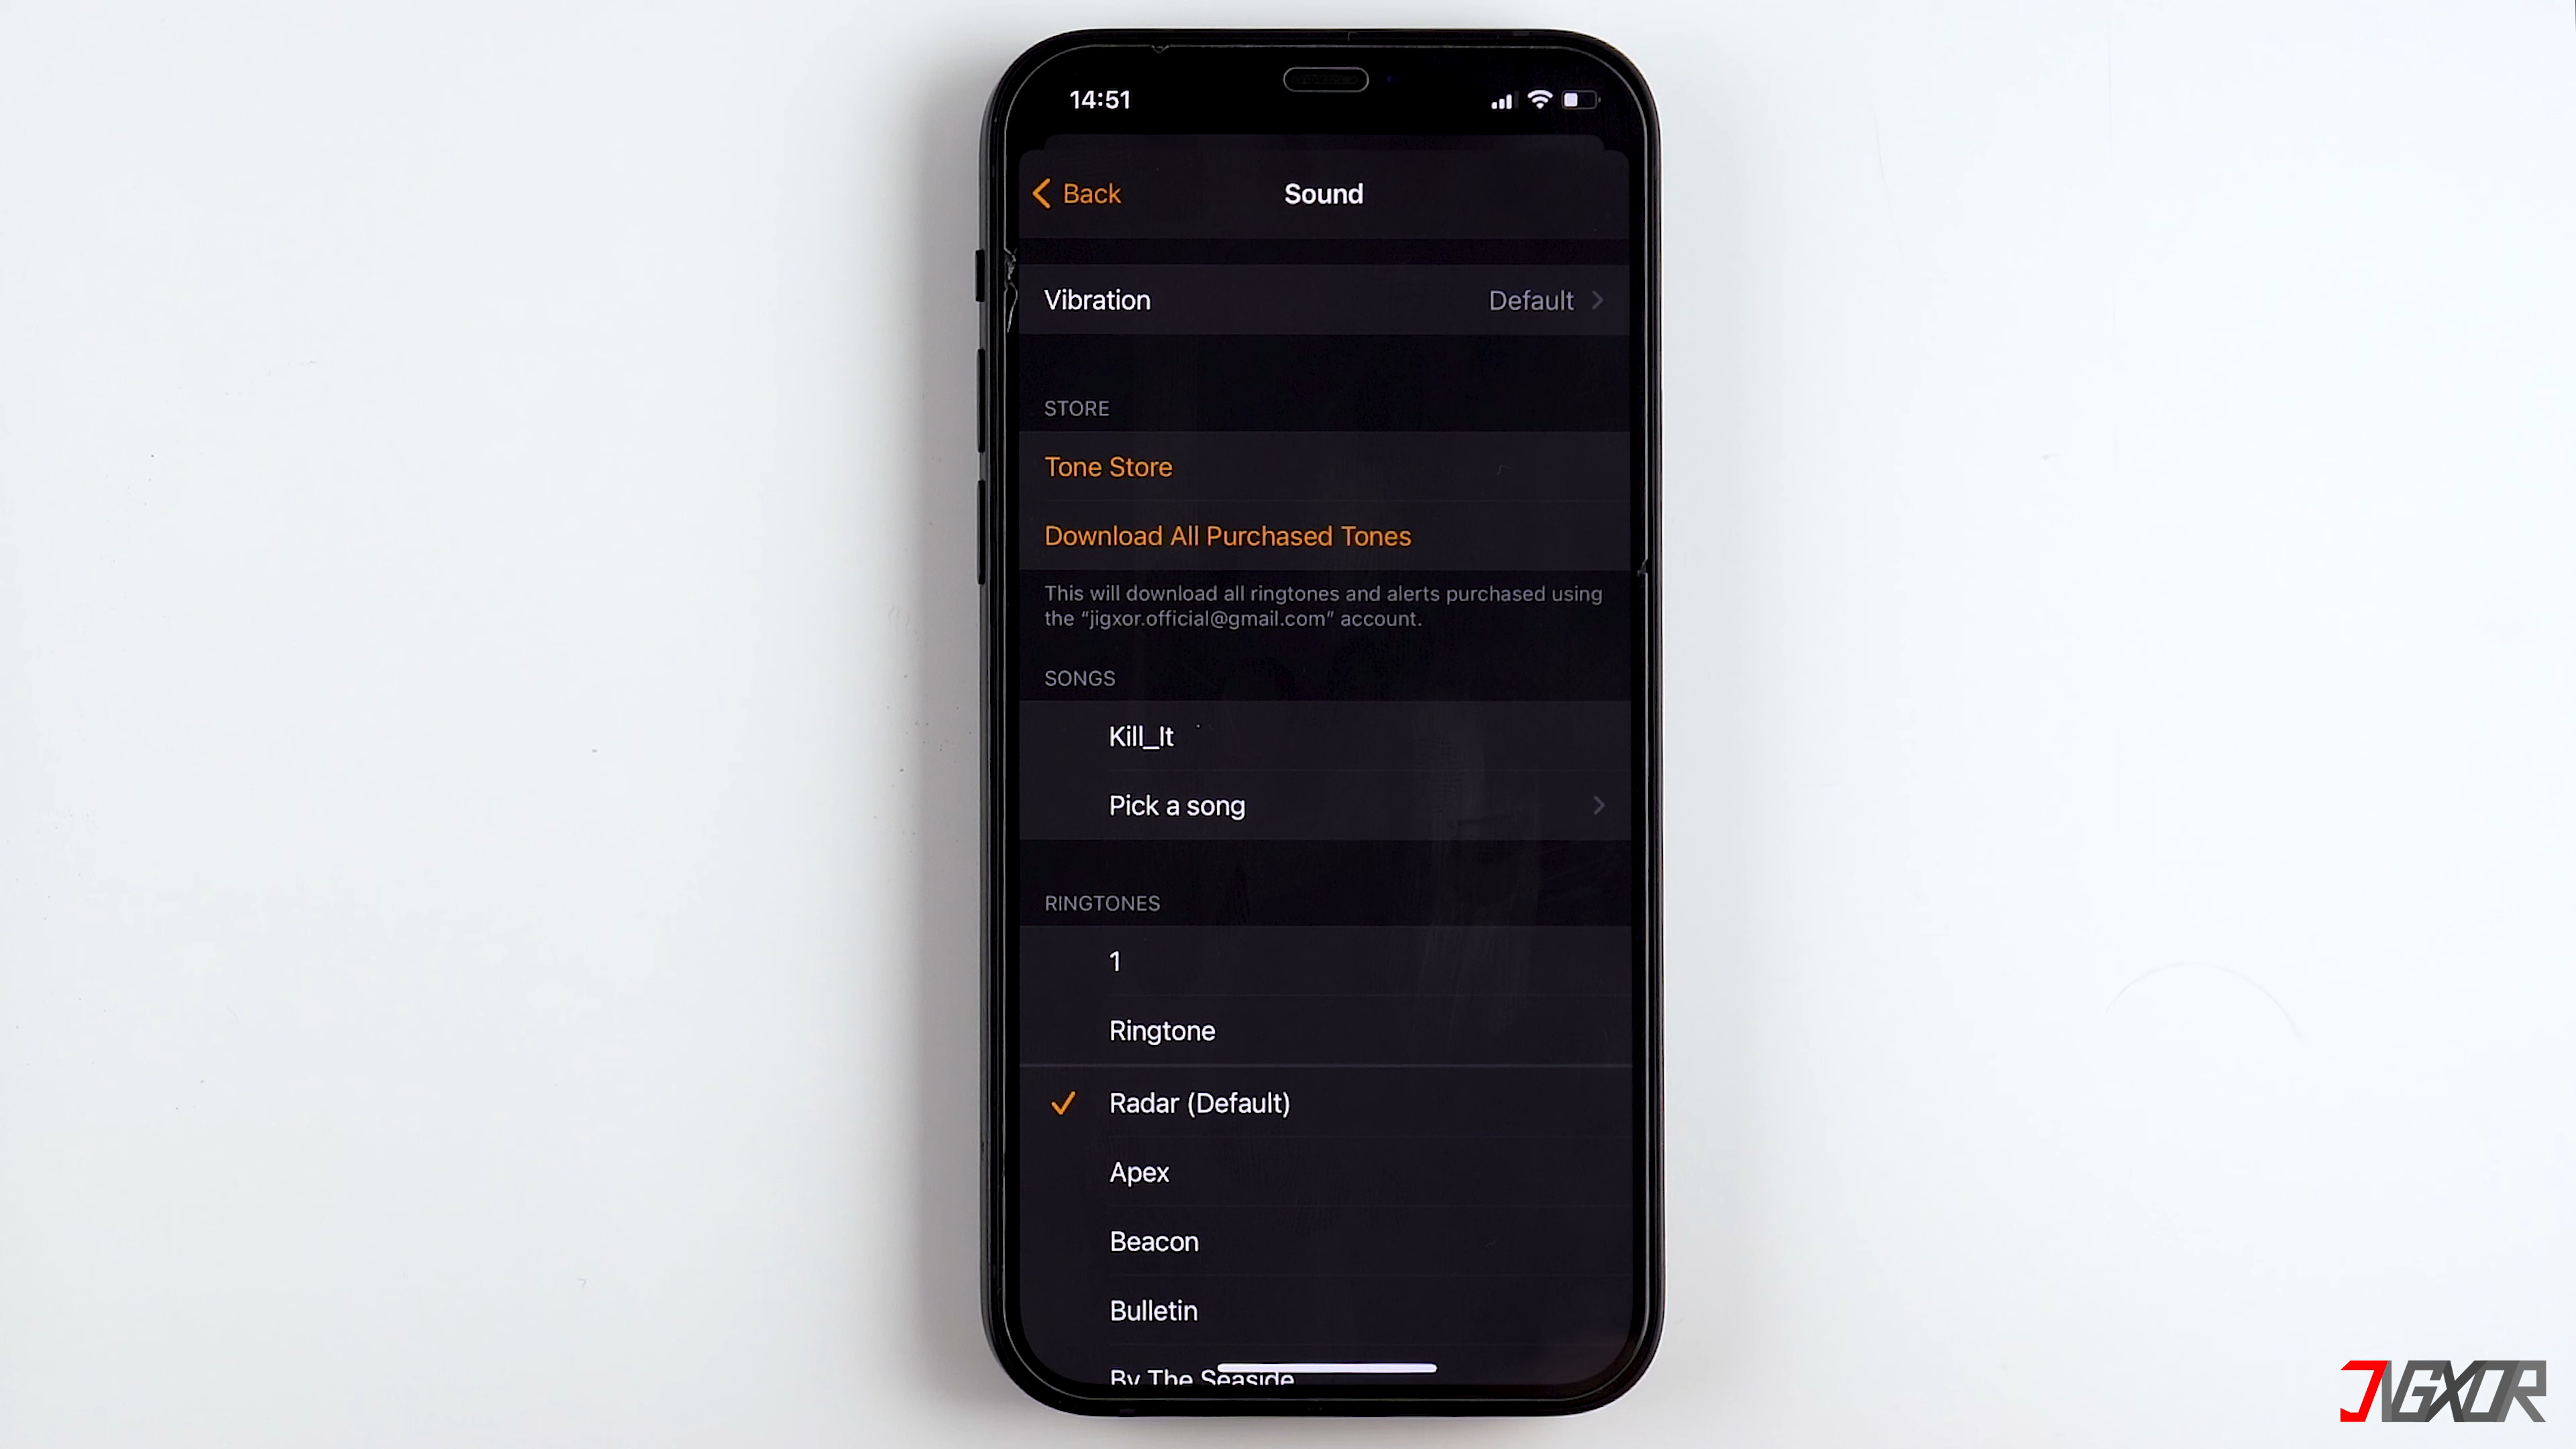 14:51
Back
Sound
Vibration
Default
STORE
Tone Store
Download All Purchased Tones
This will download all ringtones and alerts purchased using
the “jigxor.official@gmail.com” account.
SONGS
Kill_It
Pick a song
RINGTONES
1
Ringtone
Radar (Default)
Apex
Beacon
Bulletin
By The Seaside
JIGXOR